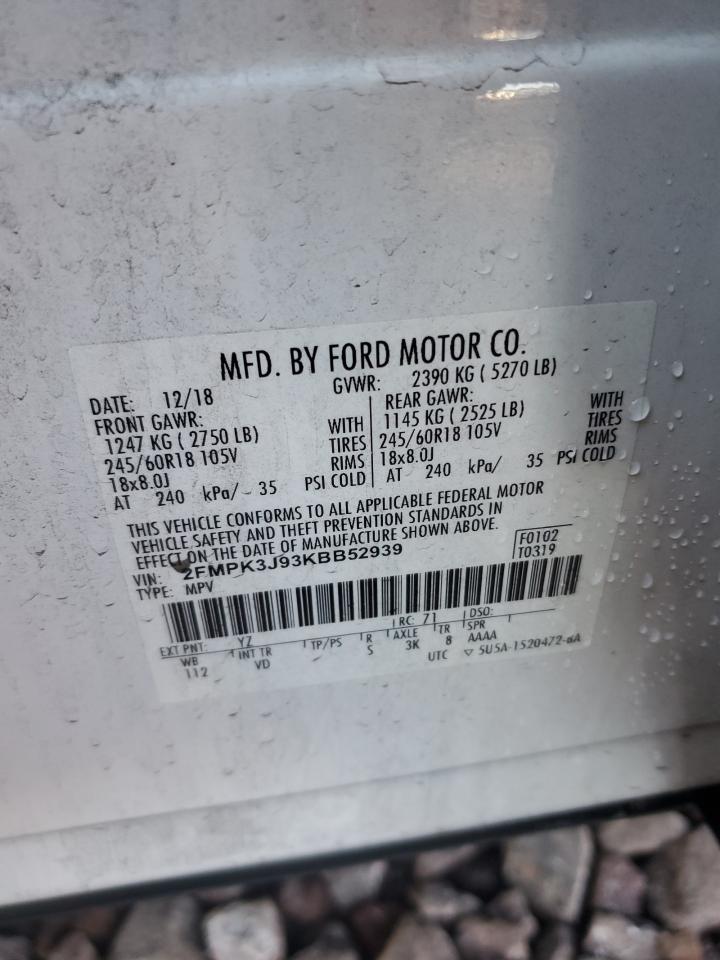 MFD. BY FORD MOTOR CO.
DATE: 12/18 GVWR: 2390 KG ( 5270 LB)
FRONT GAWR: REAR GAWR:
1247 KG ( 2750 LB) WITH 1145 KG ( 2525 LB) WITH
245/60R18 105V TIRES 245/60R18 105V TIRES
18x8.0J RIMS 18x8.0J RIMS
AT 240 kPa/ 35 PSI COLD AT 240 kPa/ 35 PSI COLD
THIS VEHICLE CONFORMS TO ALL APPLICABLE FEDERAL MOTOR
VEHICLE SAFETY AND THEFT PREVENTION STANDARDS IN
EFFECT ON THE DATE OF MANUFACTURE SHOWN ABOVE.
VIN: 2FMPK3J93KBB52939 F0102
TYPE: MPV T0319
EXT PNT: YZ RC: 71 DSO:
WB INT TR TP/PS R AXLE TR SPR
112 VD S 3K 8 AAAA
UTC ▽ 5U5A-1520472-aA